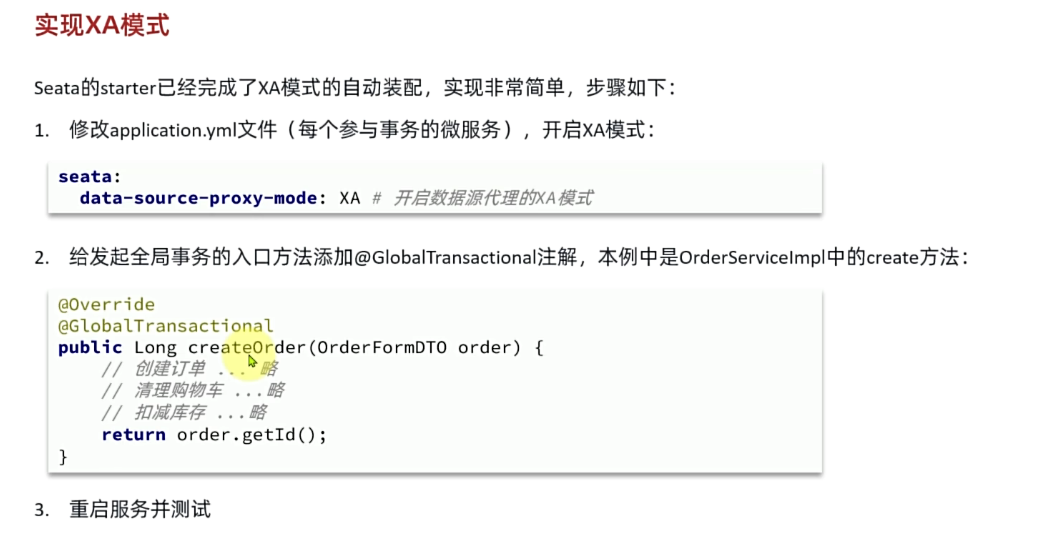 实现XA模式
Seata的starter已经完成了XA模式的自动装配，实现非常简单，步骤如下：
1. 修改application.yml文件（每个参与事务的微服务），开启XA模式：
seata:
  data-source-proxy-mode: XA # 开启数据源代理的XA模式
2. 给发起全局事务的入口方法添加@GlobalTransactional注解，本例中是OrderServiceImpl中的create方法：
@Override
@GlobalTransactional
public Long createOrder(OrderFormDTO order) {
    // 创建订单 ... 略
    // 清理购物车 ...略
    // 扣减库存 ...略
    return order.getId();
}
3. 重启服务并测试